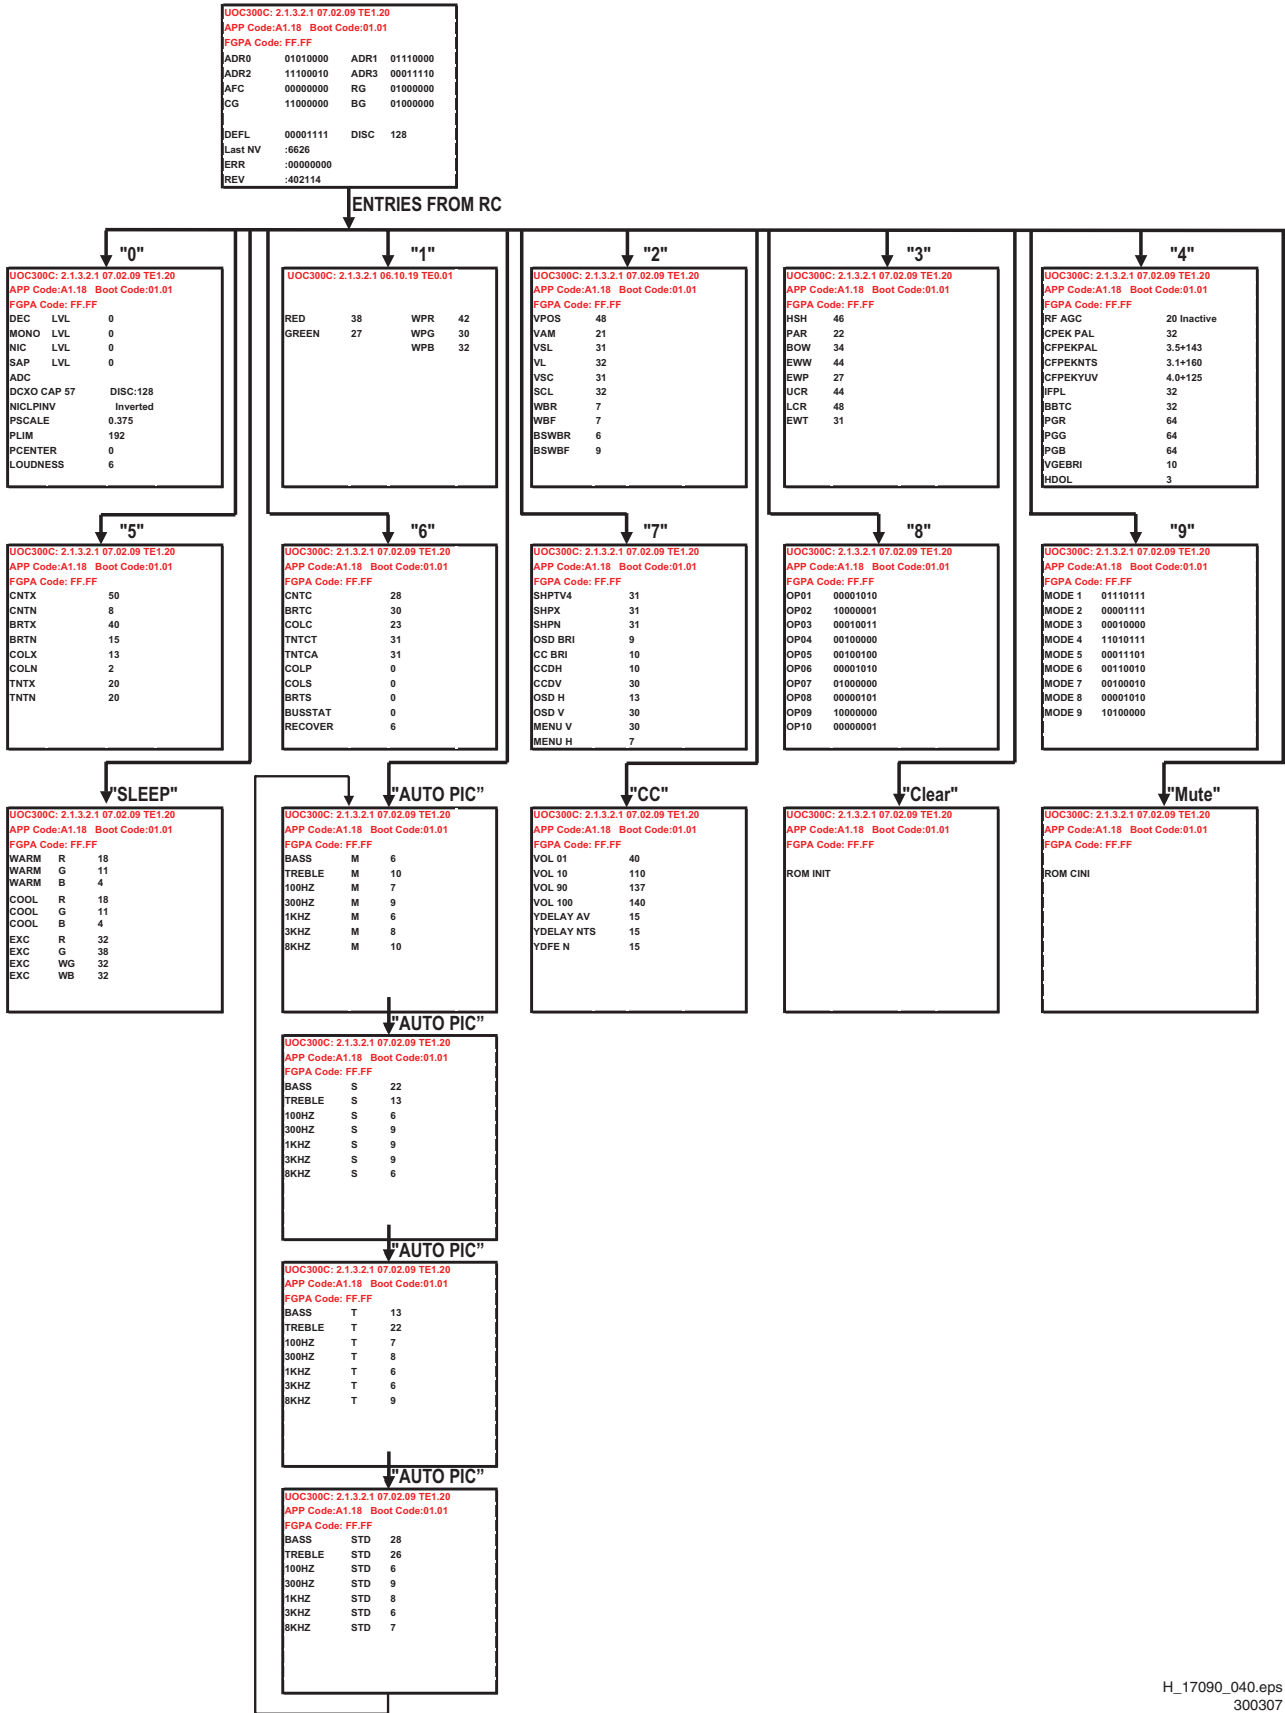 UOC300C: 2.1.3.2.1 07.02.09 TE1.20
APP Code:A1.18 Boot Code:01.01
FGPA Code: FF.FF
ADR0 01010000 ADR1 01110000
ADR2 11100010 ADR3 00011110
AFC 00000000 RG 01000000
CG 11000000 BG 01000000
DEFL 00001111 DISC 128
Last NV :6626
ERR :00000000
REV :402114
ENTRIES FROM RC
"0"
UOC300C: 2.1.3.2.1 07.02.09 TE1.20
APP Code:A1.18 Boot Code:01.01
FGPA Code: FF.FF
DEC LVL 0
MONO LVL 0
NIC LVL 0
SAP LVL 0
ADC
DCXO CAP 57 DISC:128
NICLPINV Inverted
PSCALE 0.375
PLIM 192
PCENTER 0
LOUDNESS 6
"1"
UOC300C: 2.1.3.2.1 06.10.19 TE0.01
RED 38 WPR 42
GREEN 27 WPG 30
WPB 32
"2"
UOC300C: 2.1.3.2.1 07.02.09 TE1.20
APP Code:A1.18 Boot Code:01.01
FGPA Code: FF.FF
VPOS 48
VAM 21
VSL 31
VL 32
VSC 31
SCL 32
WBR 7
WBF 7
BSWBR 6
BSWBF 9
"3"
UOC300C: 2.1.3.2.1 07.02.09 TE1.20
APP Code:A1.18 Boot Code:01.01
FGPA Code: FF.FF
HSH 46
PAR 22
BOW 34
EWW 44
EWP 27
UCR 44
LCR 48
EWT 31
"4"
UOC300C: 2.1.3.2.1 07.02.09 TE1.20
APP Code:A1.18 Boot Code:01.01
FGPA Code: FF.FF
RF AGC 20 Inactive
CPEK PAL 32
CFPEKPAL 3.5+143
CFPEKNTS 3.1+160
CFPEKYUV 4.0+125
IFPL 32
BBTC 32
PGR 64
PGG 64
PGB 64
VGEBRI 10
HDOL 3
"5"
UOC300C: 2.1.3.2.1 07.02.09 TE1.20
APP Code:A1.18 Boot Code:01.01
FGPA Code: FF.FF
CNTX 50
CNTN 8
BRTX 40
BRTN 15
COLX 13
COLN 2
TNTX 20
TNTN 20
"6"
UOC300C: 2.1.3.2.1 07.02.09 TE1.20
APP Code:A1.18 Boot Code:01.01
FGPA Code: FF.FF
CNTC 28
BRTC 30
COLC 23
TNTCT 31
TNTCA 31
COLP 0
COLS 0
BRTS 0
BUSSTAT 0
RECOVER 6
"7"
UOC300C: 2.1.3.2.1 07.02.09 TE1.20
APP Code:A1.18 Boot Code:01.01
FGPA Code: FF.FF
SHPTV4 31
SHPX 31
SHPN 31
OSD BRI 9
CC BRI 10
CCDH 10
CCDV 30
OSD H 13
OSD V 30
MENU V 30
MENU H 7
"8"
UOC300C: 2.1.3.2.1 07.02.09 TE1.20
APP Code:A1.18 Boot Code:01.01
FGPA Code: FF.FF
OP01 00001010
OP02 10000001
OP03 00010011
OP04 00100000
OP05 00100100
OP06 00001010
OP07 01000000
OP08 00000101
OP09 10000000
OP10 00000001
"9"
UOC300C: 2.1.3.2.1 07.02.09 TE1.20
APP Code:A1.18 Boot Code:01.01
FGPA Code: FF.FF
MODE 1 01110111
MODE 2 00001111
MODE 3 00010000
MODE 4 11010111
MODE 5 00011101
MODE 6 00110010
MODE 7 00100010
MODE 8 00001010
MODE 9 10100000
"SLEEP"
UOC300C: 2.1.3.2.1 07.02.09 TE1.20
APP Code:A1.18 Boot Code:01.01
FGPA Code: FF.FF
WARM R 18
WARM G 11
WARM B 4
COOL R 18
COOL G 11
COOL B 4
EXC R 32
EXC G 38
EXC WG 32
EXC WB 32
"AUTO PIC”
UOC300C: 2.1.3.2.1 07.02.09 TE1.20
APP Code:A1.18 Boot Code:01.01
FGPA Code: FF.FF
BASS M 6
TREBLE M 10
100HZ M 7
300HZ M 9
1KHZ M 6
3KHZ M 8
8KHZ M 10
"CC"
UOC300C: 2.1.3.2.1 07.02.09 TE1.20
APP Code:A1.18 Boot Code:01.01
FGPA Code: FF.FF
VOL 01 40
VOL 10 110
VOL 90 137
VOL 100 140
YDELAY AV 15
YDELAY NTS 15
YDFE N 15
"Clear"
UOC300C: 2.1.3.2.1 07.02.09 TE1.20
APP Code:A1.18 Boot Code:01.01
FGPA Code: FF.FF
ROM INIT
"Mute"
UOC300C: 2.1.3.2.1 07.02.09 TE1.20
APP Code:A1.18 Boot Code:01.01
FGPA Code: FF.FF
ROM CINI
"AUTO PIC”
UOC300C: 2.1.3.2.1 07.02.09 TE1.20
APP Code:A1.18 Boot Code:01.01
FGPA Code: FF.FF
BASS S 22
TREBLE S 13
100HZ S 6
300HZ S 9
1KHZ S 9
3KHZ S 9
8KHZ S 6
"AUTO PIC”
UOC300C: 2.1.3.2.1 07.02.09 TE1.20
APP Code:A1.18 Boot Code:01.01
FGPA Code: FF.FF
BASS T 13
TREBLE T 22
100HZ T 7
300HZ T 8
1KHZ T 6
3KHZ T 6
8KHZ T 9
"AUTO PIC”
UOC300C: 2.1.3.2.1 07.02.09 TE1.20
APP Code:A1.18 Boot Code:01.01
FGPA Code: FF.FF
BASS STD 28
TREBLE STD 26
100HZ STD 6
300HZ STD 9
1KHZ STD 8
3KHZ STD 6
8KHZ STD 7
H_17090_040.eps
300307